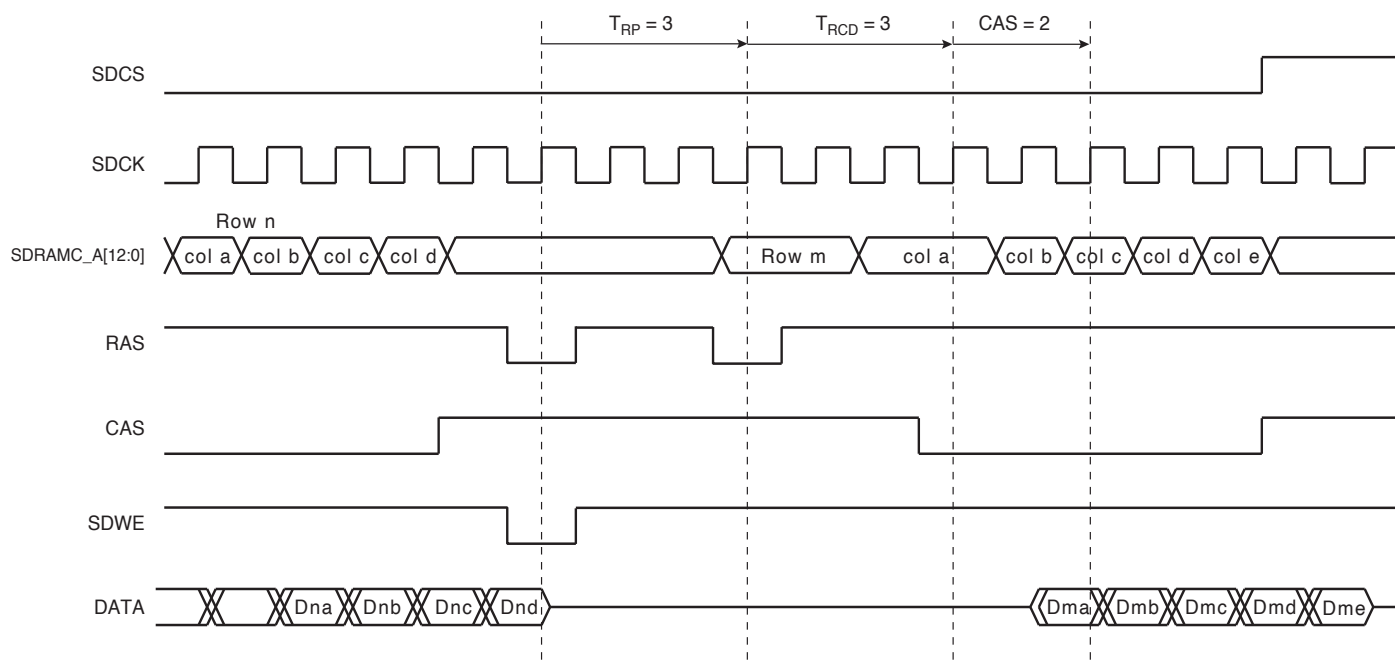 T_RP = 3 T_RCD = 3 CAS = 2
SDCS
SDCK
Row n
SDRAMC_A[12:0] col a col b col c col d Row m col a col b col c col d col e
RAS
CAS
SDWE
DATA Dna Dnb Dnc Dnd Dma Dmb Dmc Dmd Dme